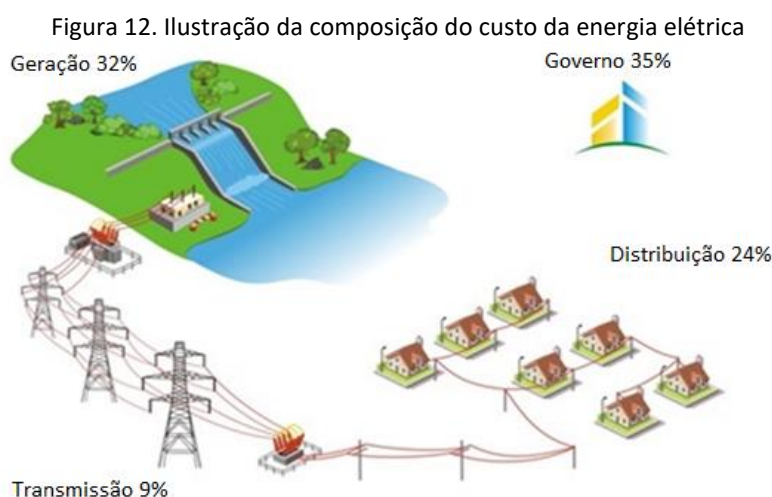 Figura 12. Ilustração da composição do custo da energia elétrica
Geração 32%
Governo 35%
Distribuição 24%
Transmissão 9%